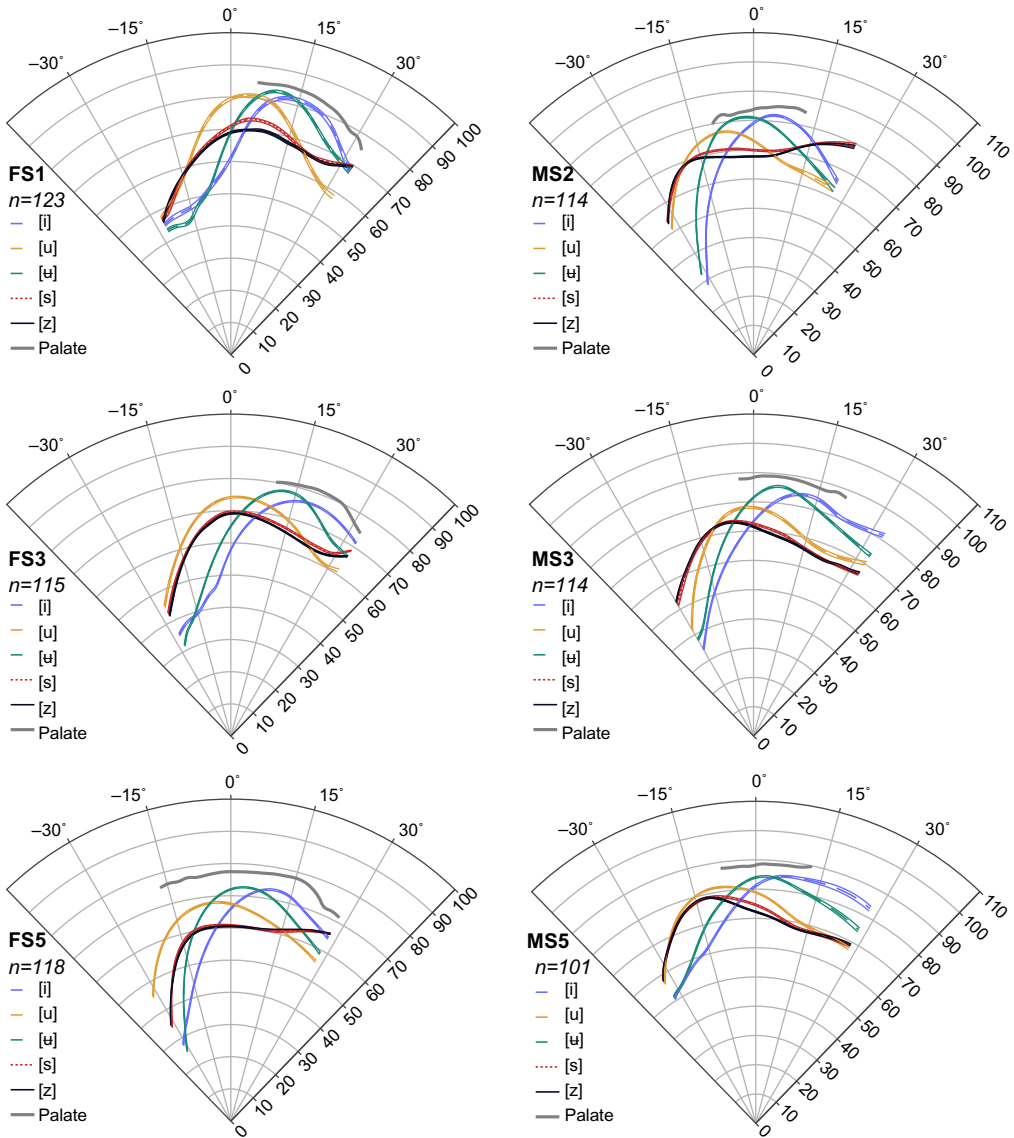 0°
−15°
15°
−30°
30°
100
90
80
70
60
50
40
30
20
10
0
FS1
n=123
[i]
[u]
[ʉ]
[s]
[z]
Palate
0°
−15°
15°
−30°
30°
110
100
90
80
70
60
50
40
30
20
10
0
MS2
n=114
[i]
[u]
[ʉ]
[s]
[z]
Palate
0°
−15°
15°
−30°
30°
100
90
80
70
60
50
40
30
20
10
0
FS3
n=115
[i]
[u]
[ʉ]
[s]
[z]
Palate
0°
−15°
15°
−30°
30°
110
100
90
80
70
60
50
40
30
20
10
0
MS3
n=114
[i]
[u]
[ʉ]
[s]
[z]
Palate
0°
−15°
15°
−30°
30°
100
90
80
70
60
50
40
30
20
10
0
FS5
n=118
[i]
[u]
[ʉ]
[s]
[z]
Palate
0°
−15°
15°
−30°
30°
110
100
90
80
70
60
50
40
30
20
10
0
MS5
n=101
[i]
[u]
[ʉ]
[s]
[z]
Palate